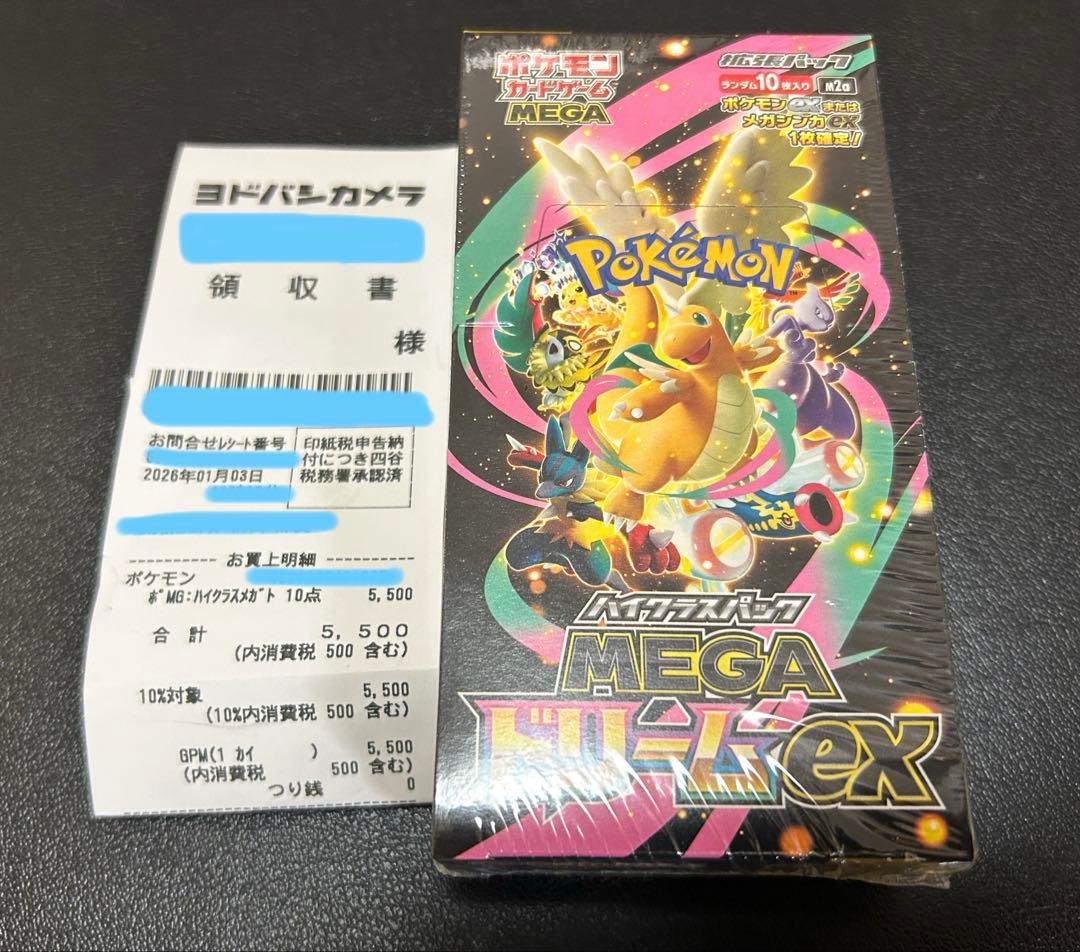 ヨドバシカメラ
領 収 書
様
お問合せレシート番号
2026年01月03日
印紙税申告納
付につき四谷
税務署承認済
お買上明細
ポケモン
ポMG:ハイクラスメガト 10点 5,500
合 計 5,500
(内消費税 500 含む)
10%対象 5,500
(10%内消費税 500 含む)
GPM(1 カイ ) 5,500
(内消費税 500 含む)
つり銭 0
ポケモン
カードゲーム
MEGA
拡張パック
ランダム10枚入り M2a
ポケモンexまたは
メガシンカex
1枚確定!
POKÉMON
TM
ハイクラスパック
MEGA
ドリームex